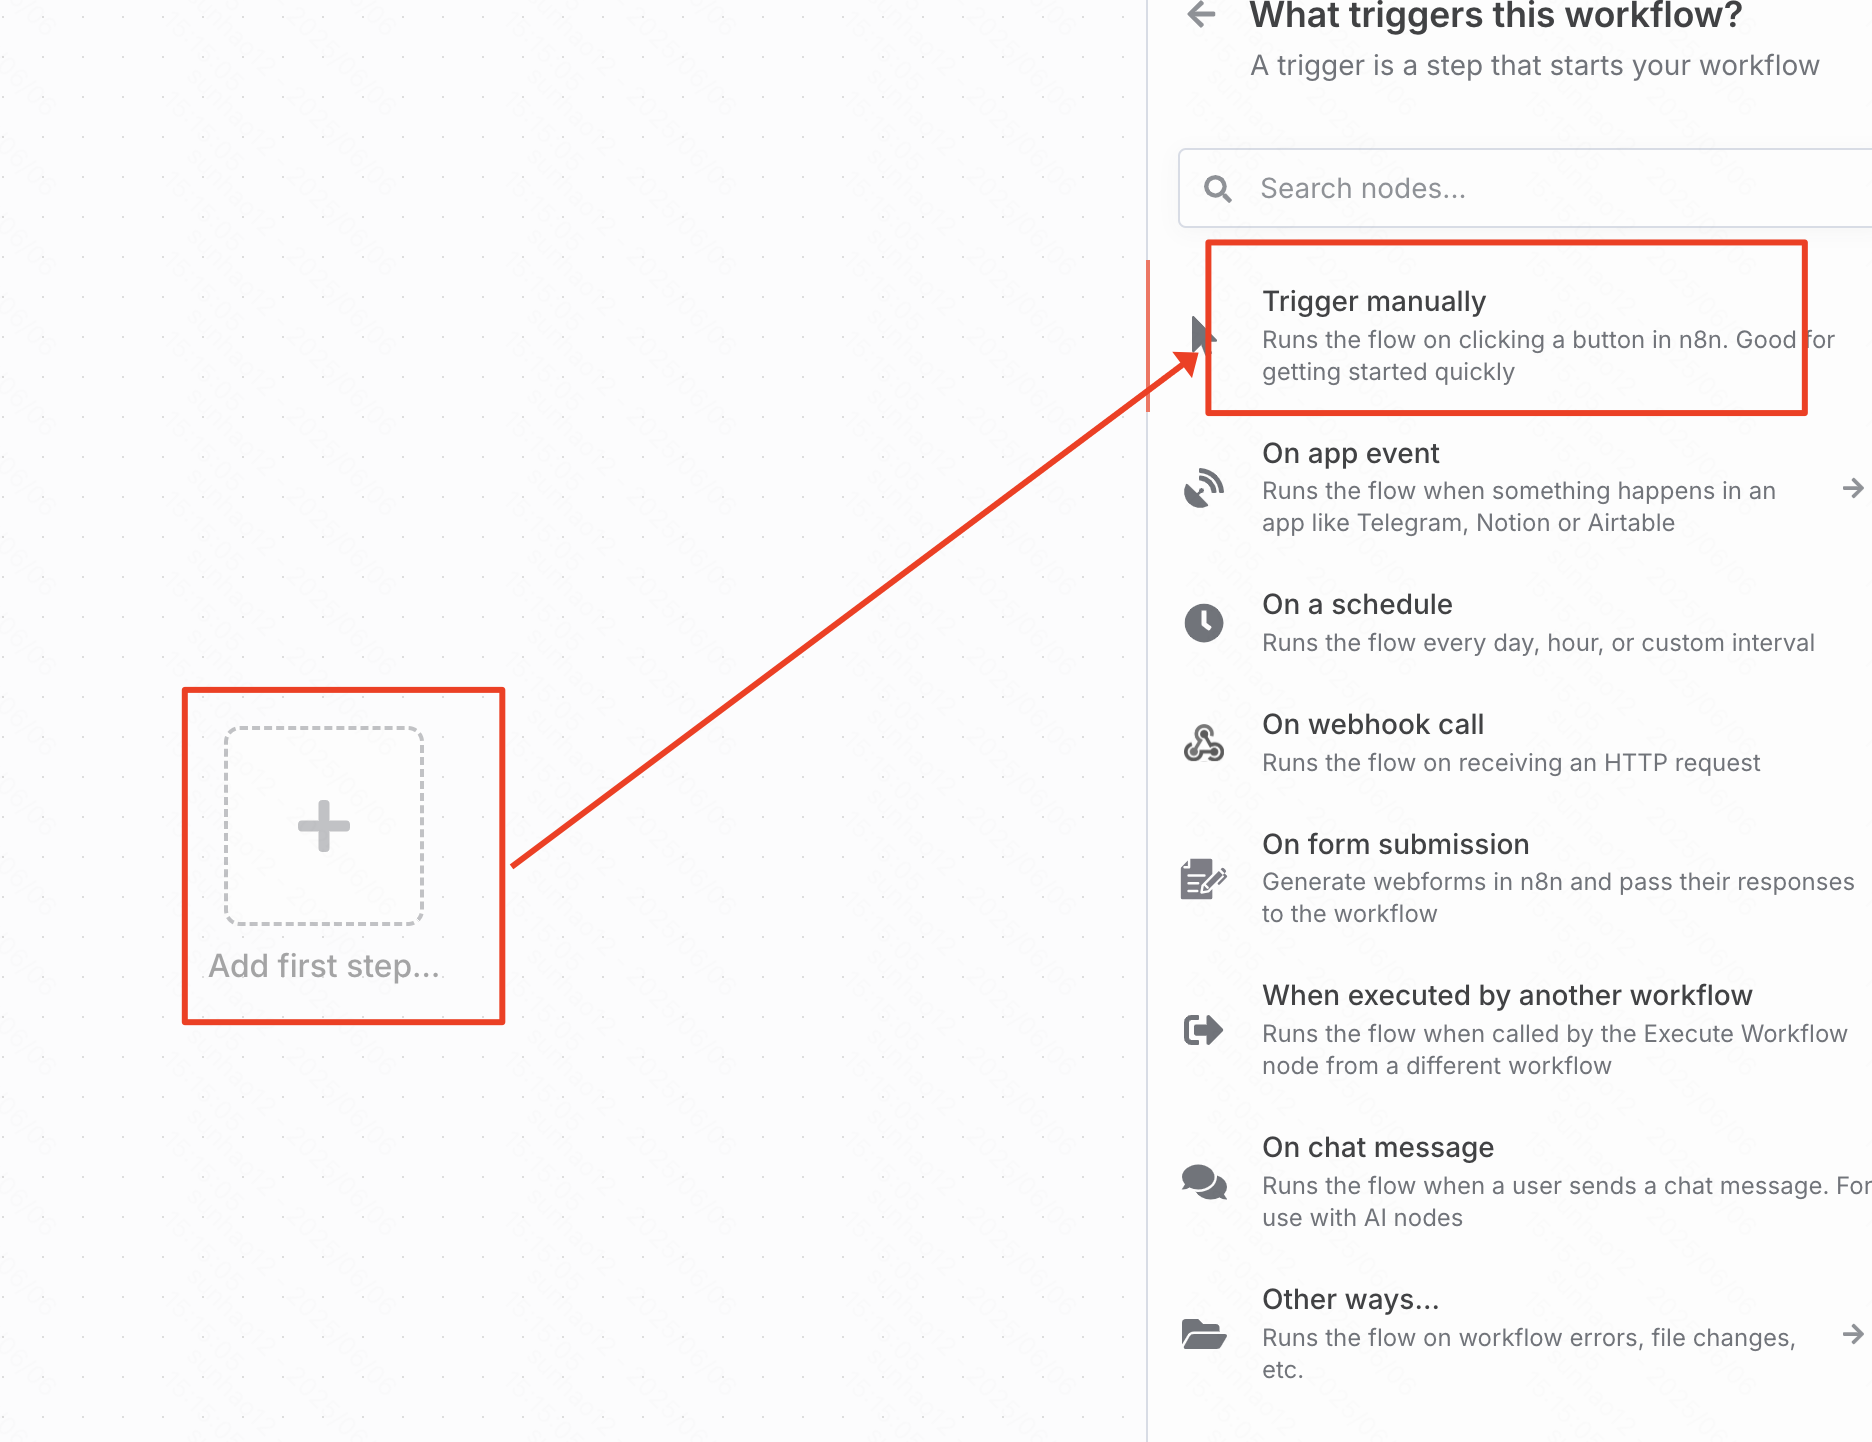 What triggers this workflow?
A trigger is a step that starts your workflow
Search nodes...
Trigger manually
Runs the flow on clicking a button in n8n. Good for
getting started quickly
On app event
Runs the flow when something happens in an
app like Telegram, Notion or Airtable
On a schedule
Runs the flow every day, hour, or custom interval
On webhook call
Runs the flow on receiving an HTTP request
On form submission
Generate webforms in n8n and pass their responses
to the workflow
When executed by another workflow
Runs the flow when called by the Execute Workflow
node from a different workflow
On chat message
Runs the flow when a user sends a chat message. For
use with AI nodes
Other ways...
Runs the flow on workflow errors, file changes,
etc.
Add first step...